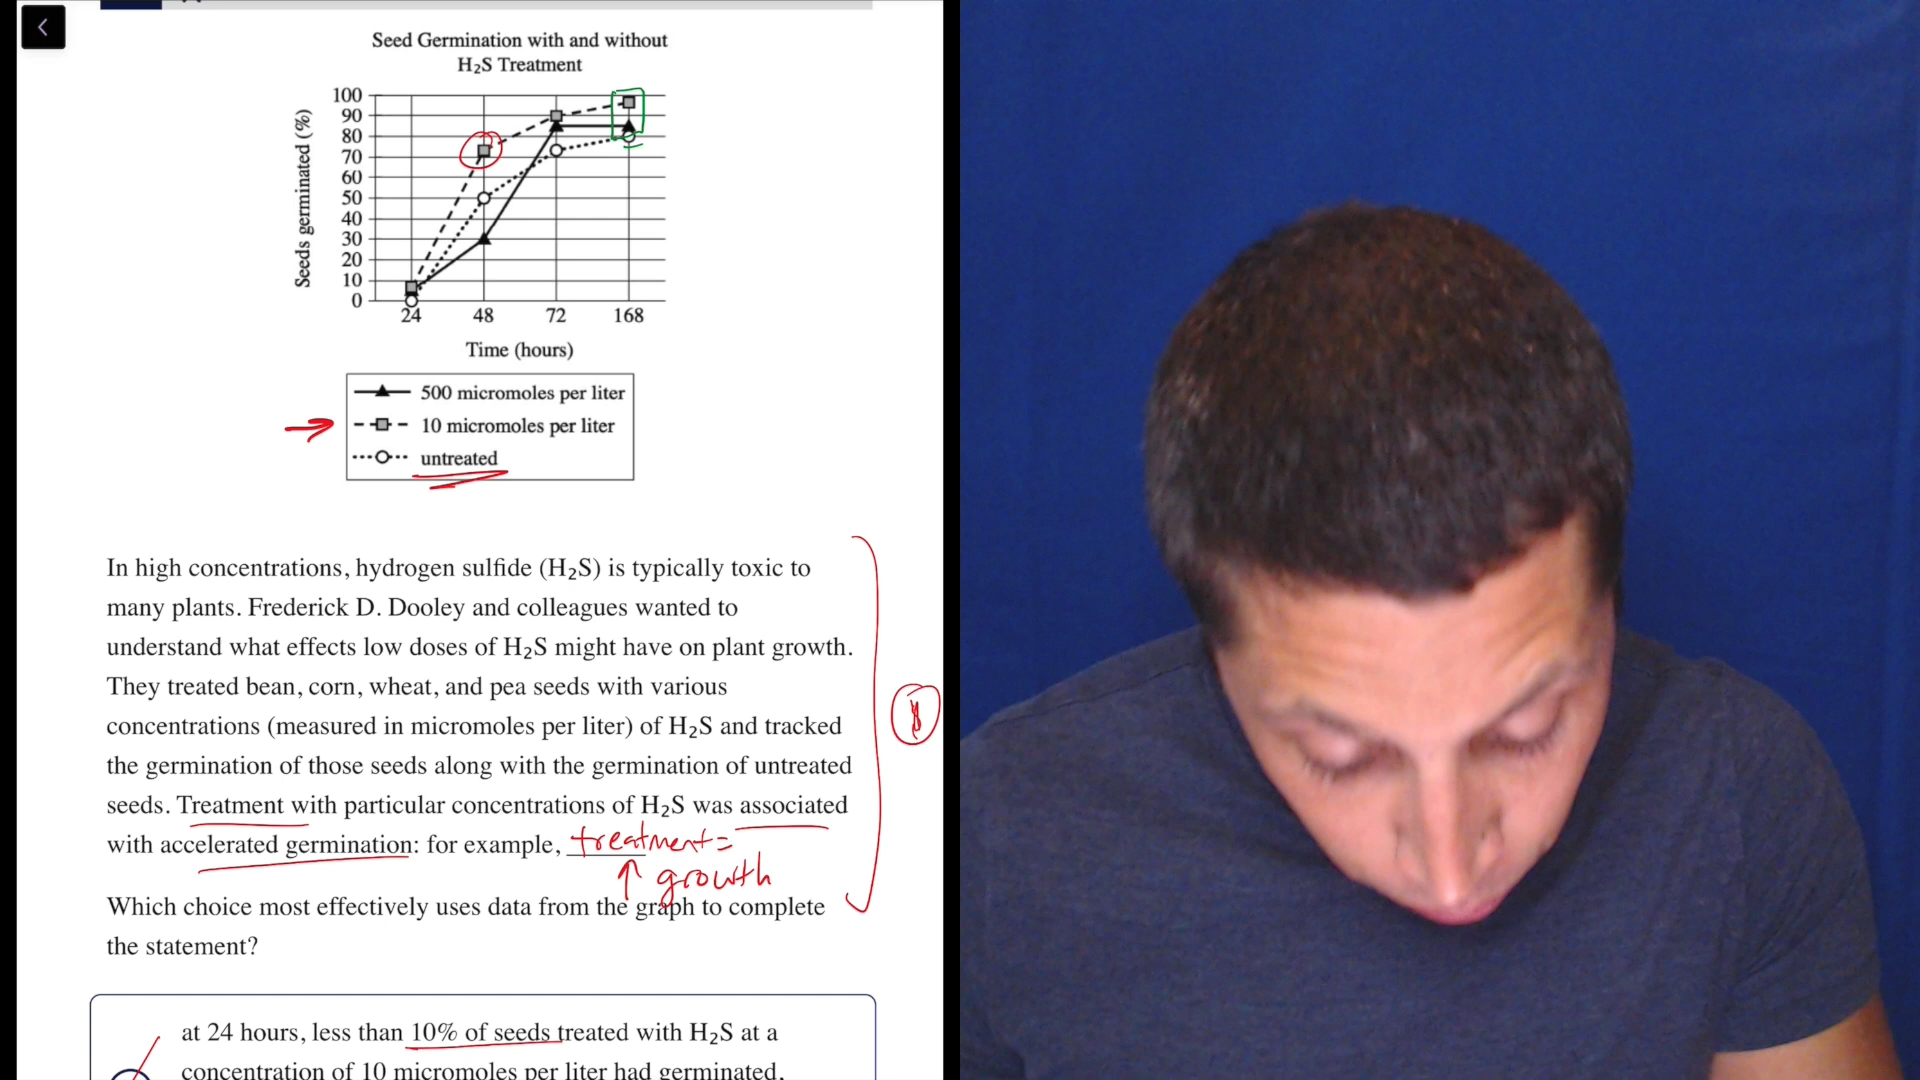 Seed Germination with and without
H₂S Treatment
Seeds germinated (%)
100
90
80
70
60
50
40
30
20
10
0
24 48 72 168
Time (hours)
500 micromoles per liter
10 micromoles per liter
untreated
In high concentrations, hydrogen sulfide (H₂S) is typically toxic to
many plants. Frederick D. Dooley and colleagues wanted to
understand what effects low doses of H₂S might have on plant growth.
They treated bean, corn, wheat, and pea seeds with various
concentrations (measured in micromoles per liter) of H₂S and tracked
the germination of those seeds along with the germination of untreated
seeds. Treatment with particular concentrations of H₂S was associated
with accelerated germination: for example, treatment =
↑ growth
Which choice most effectively uses data from the graph to complete
the statement?
at 24 hours, less than 10% of seeds treated with H₂S at a
concentration of 10 micromoles per liter had germinated,